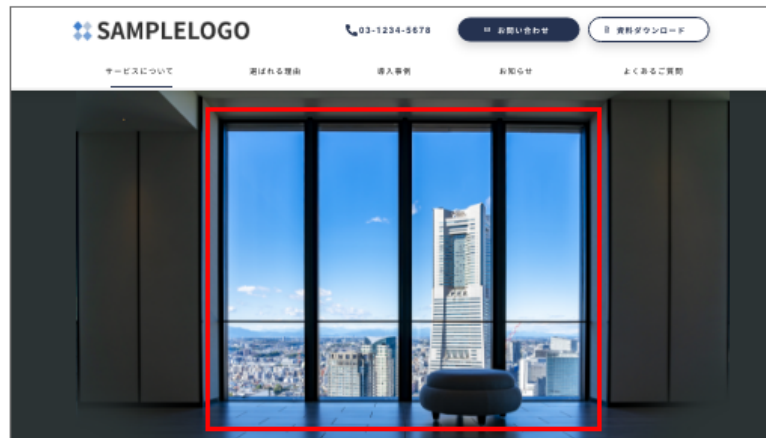 SAMPLELOGO
03-1234-5678
お問い合わせ
資料ダウンロード
サービスについて
選ばれる理由
導入事例
お知らせ
よくあるご質問